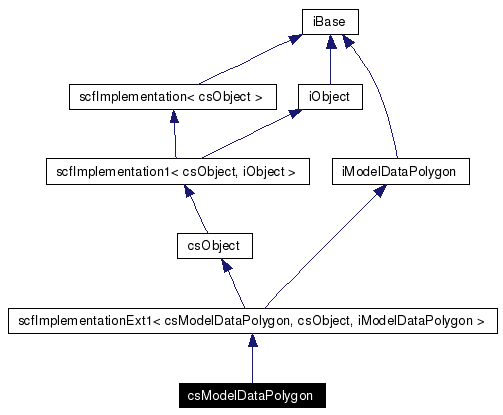 iBase
scfImplementation< csObject >
iObject
scfImplementation1< csObject, iObject >
iModelDataPolygon
csObject
scfImplementationExt1< csModelDataPolygon, csObject, iModelDataPolygon >
csModelDataPolygon